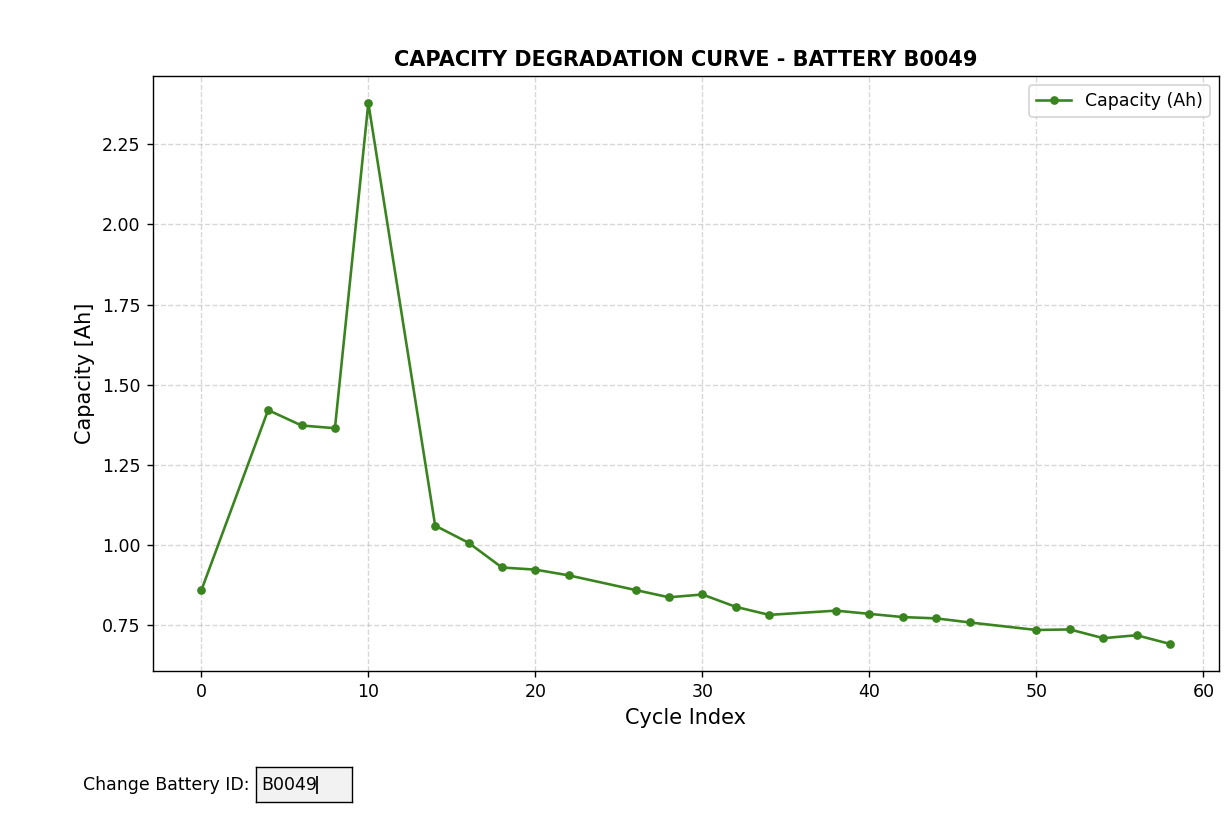 CAPACITY DEGRADATION CURVE - BATTERY B0049
Capacity (Ah)
2.25
2.00
1.75
1.50
1.25
1.00
0.75
Capacity [Ah]
0 10 20 30 40 50 60
Cycle Index
Change Battery ID: B0049